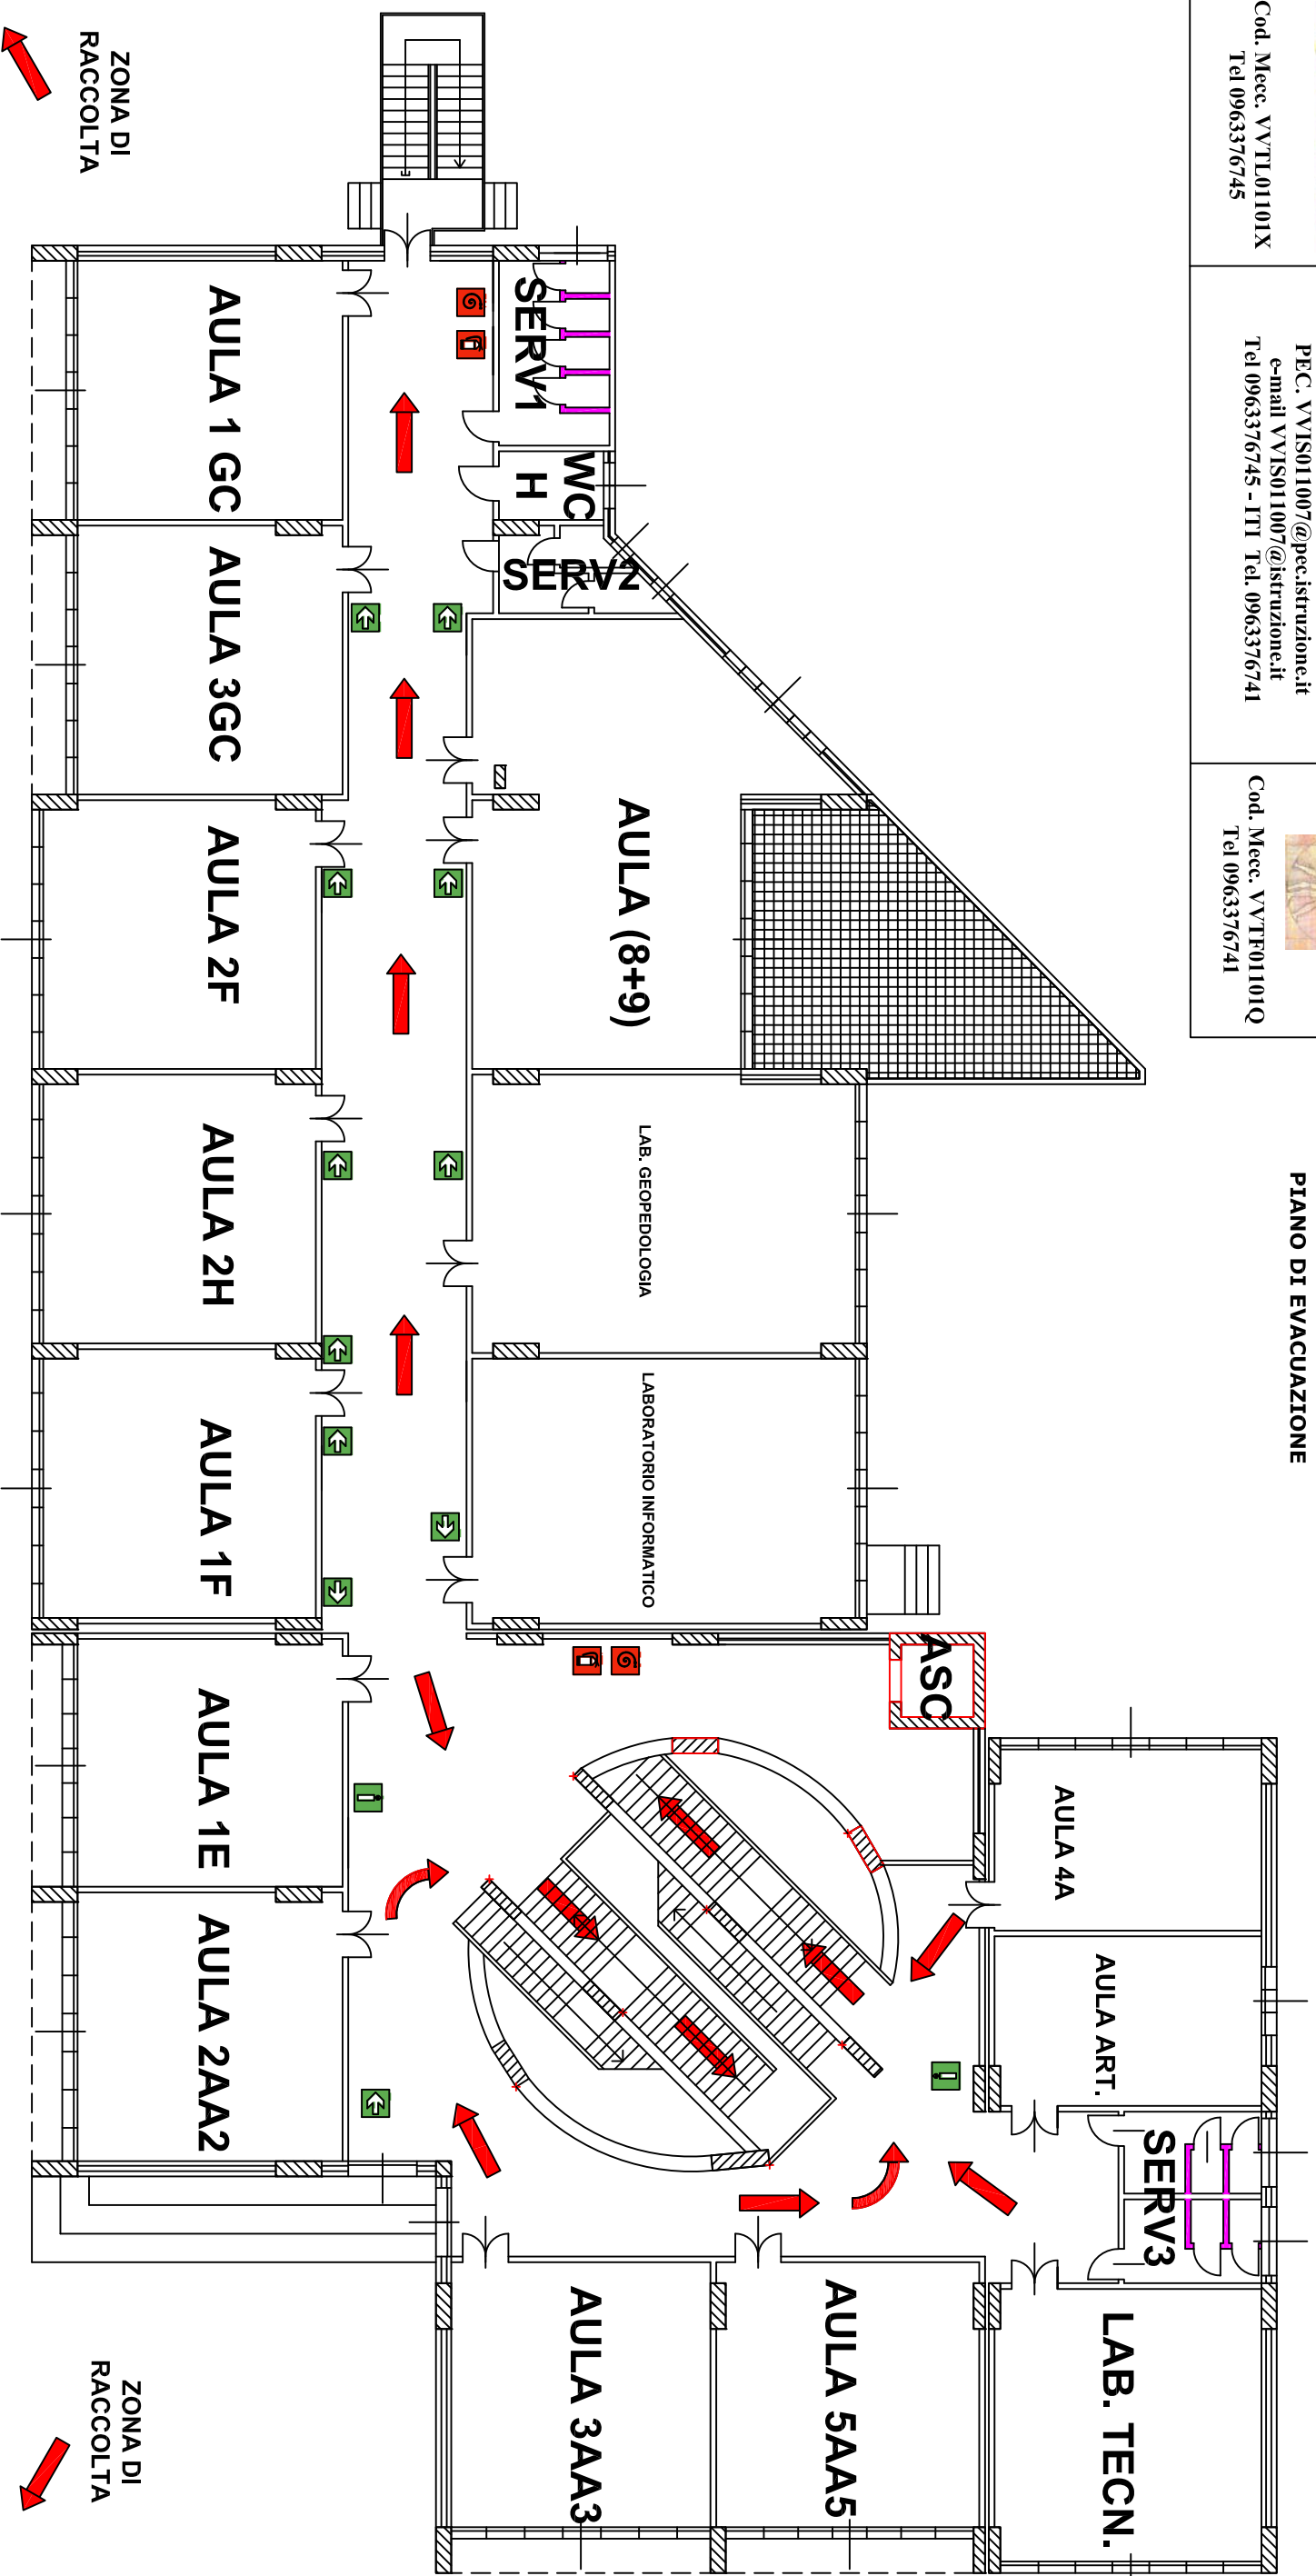 Cod. Mecc. VVTL01101X
Tel 0963376745
PEC. VVIS011007@pec.istruzione.it
e-mail VVIS011007@istruzione.it
Tel 0963376745 - ITI Tel. 0963376741
Cod. Mecc. VVTF01101Q
Tel 0963376741
PIANO DI EVACUAZIONE
ZONA DI
RACCOLTA
SERV1
WC
H
SERV2
AULA 1 GC
AULA 3GC
AULA 2F
AULA (8+9)
AULA 2H
LAB. GEOPEDOLOGIA
AULA 1F
LABORATORIO INFORMATICO
ASC
AULA 1E
AULA 2AA2
AULA 4A
AULA ART.
SERV3
LAB. TECN.
AULA 5AA5
AULA 3AA3
ZONA DI
RACCOLTA